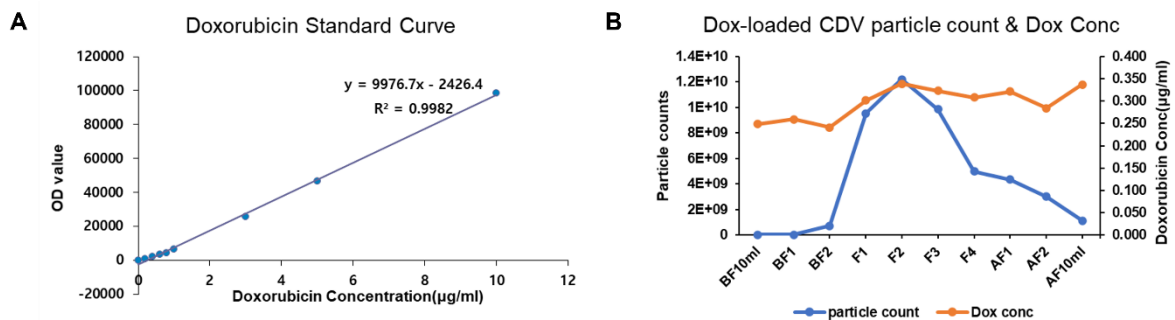 A
Doxorubicin Standard Curve
y = 9976.7x - 2426.4
R² = 0.9982
OD value
120000
100000
80000
60000
40000
20000
0
-20000
0
2
4
6
8
10
12
Doxorubicin Concentration(μg/ml)
B
Dox-loaded CDV particle count & Dox Conc
Particle counts
1.4E+10
1.2E+10
1E+10
8E+09
6E+09
4E+09
2E+09
0
0.400
0.350
0.300
0.250
0.200
0.150
0.100
0.050
0.000
Doxorubicin Conc(μg/ml)
BF10ml
BF1
BF2
F1
F2
F3
F4
AF1
AF2
AF10ml
particle count
Dox conc